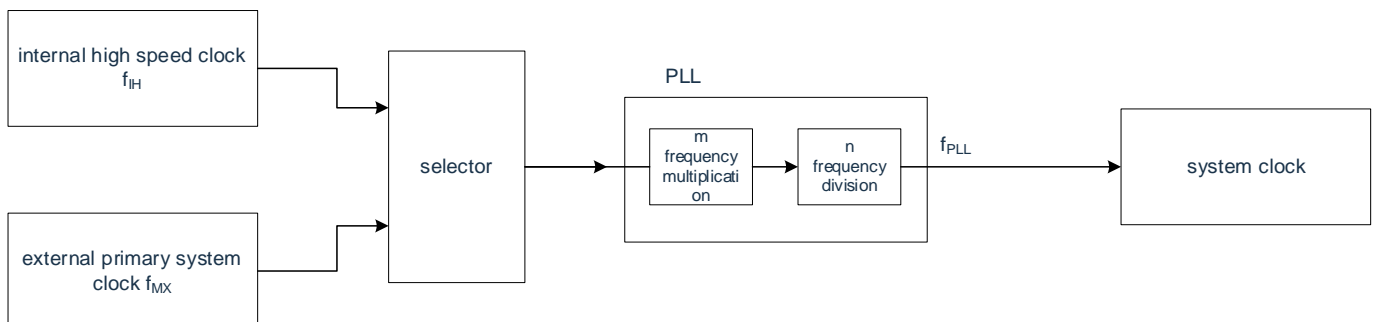 internal high speed clock
fIH
external primary system
clock fMX
selector
PLL
m
frequency
multiplicati
on
n
frequency
division
fPLL
system clock